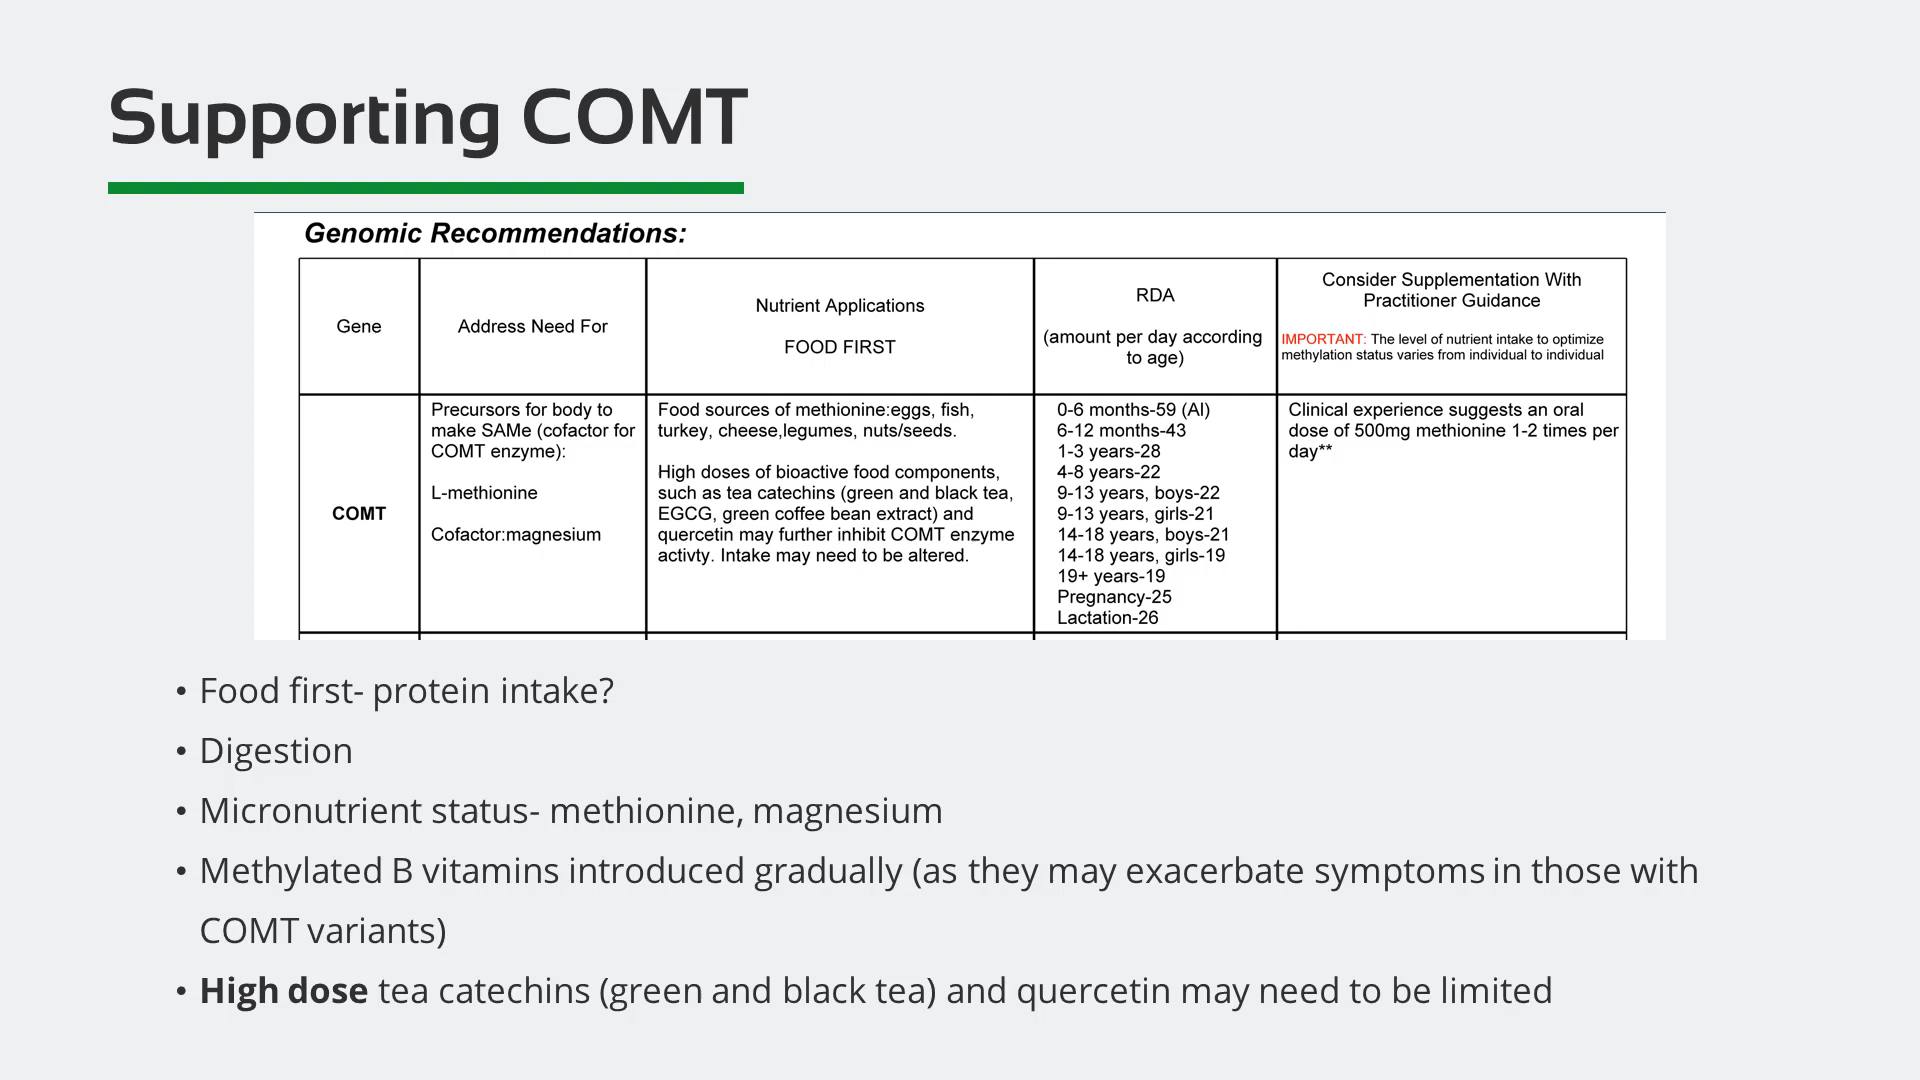 Supporting COMT
Genomic Recommendations:
Gene
Address Need For
Nutrient Applications
FOOD FIRST
RDA
(amount per day according
to age)
Consider Supplementation With
Practitioner Guidance
IMPORTANT: The level of nutrient intake to optimize
methylation status varies from individual to individual
COMT
Precursors for body to
make SAMe (cofactor for
COMT enzyme):
L-methionine
Cofactor:magnesium
Food sources of methionine:eggs, fish,
turkey, cheese,legumes, nuts/seeds.
High doses of bioactive food components,
such as tea catechins (green and black tea,
EGCG, green coffee bean extract) and
quercetin may further inhibit COMT enzyme
activty. Intake may need to be altered.
0-6 months-59 (AI)
6-12 months-43
1-3 years-28
4-8 years-22
9-13 years, boys-22
9-13 years, girls-21
14-18 years, boys-21
14-18 years, girls-19
19+ years-19
Pregnancy-25
Lactation-26
Clinical experience suggests an oral
dose of 500mg methionine 1-2 times per
day**
• Food first- protein intake?
• Digestion
• Micronutrient status- methionine, magnesium
• Methylated B vitamins introduced gradually (as they may exacerbate symptoms in those with
COMT variants)
• High dose tea catechins (green and black tea) and quercetin may need to be limited